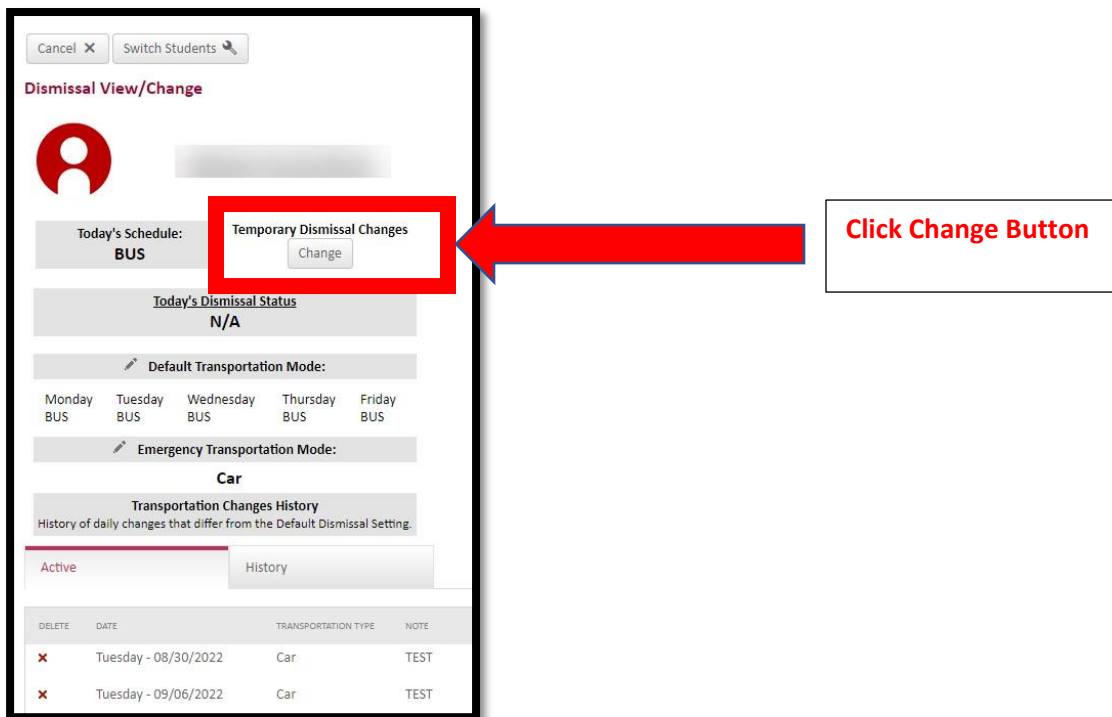 Cancel ✕ Switch Students
Dismissal View/Change
Today's Schedule:
BUS
Temporary Dismissal Changes
Change
Click Change Button
Today's Dismissal Status
N/A
Default Transportation Mode:
Monday Tuesday Wednesday Thursday Friday
BUS BUS BUS BUS BUS
Emergency Transportation Mode:
Car
Transportation Changes History
History of daily changes that differ from the Default Dismissal Setting.
Active History
DELETE DATE TRANSPORTATION TYPE NOTE
✕ Tuesday - 08/30/2022 Car TEST
✕ Tuesday - 09/06/2022 Car TEST